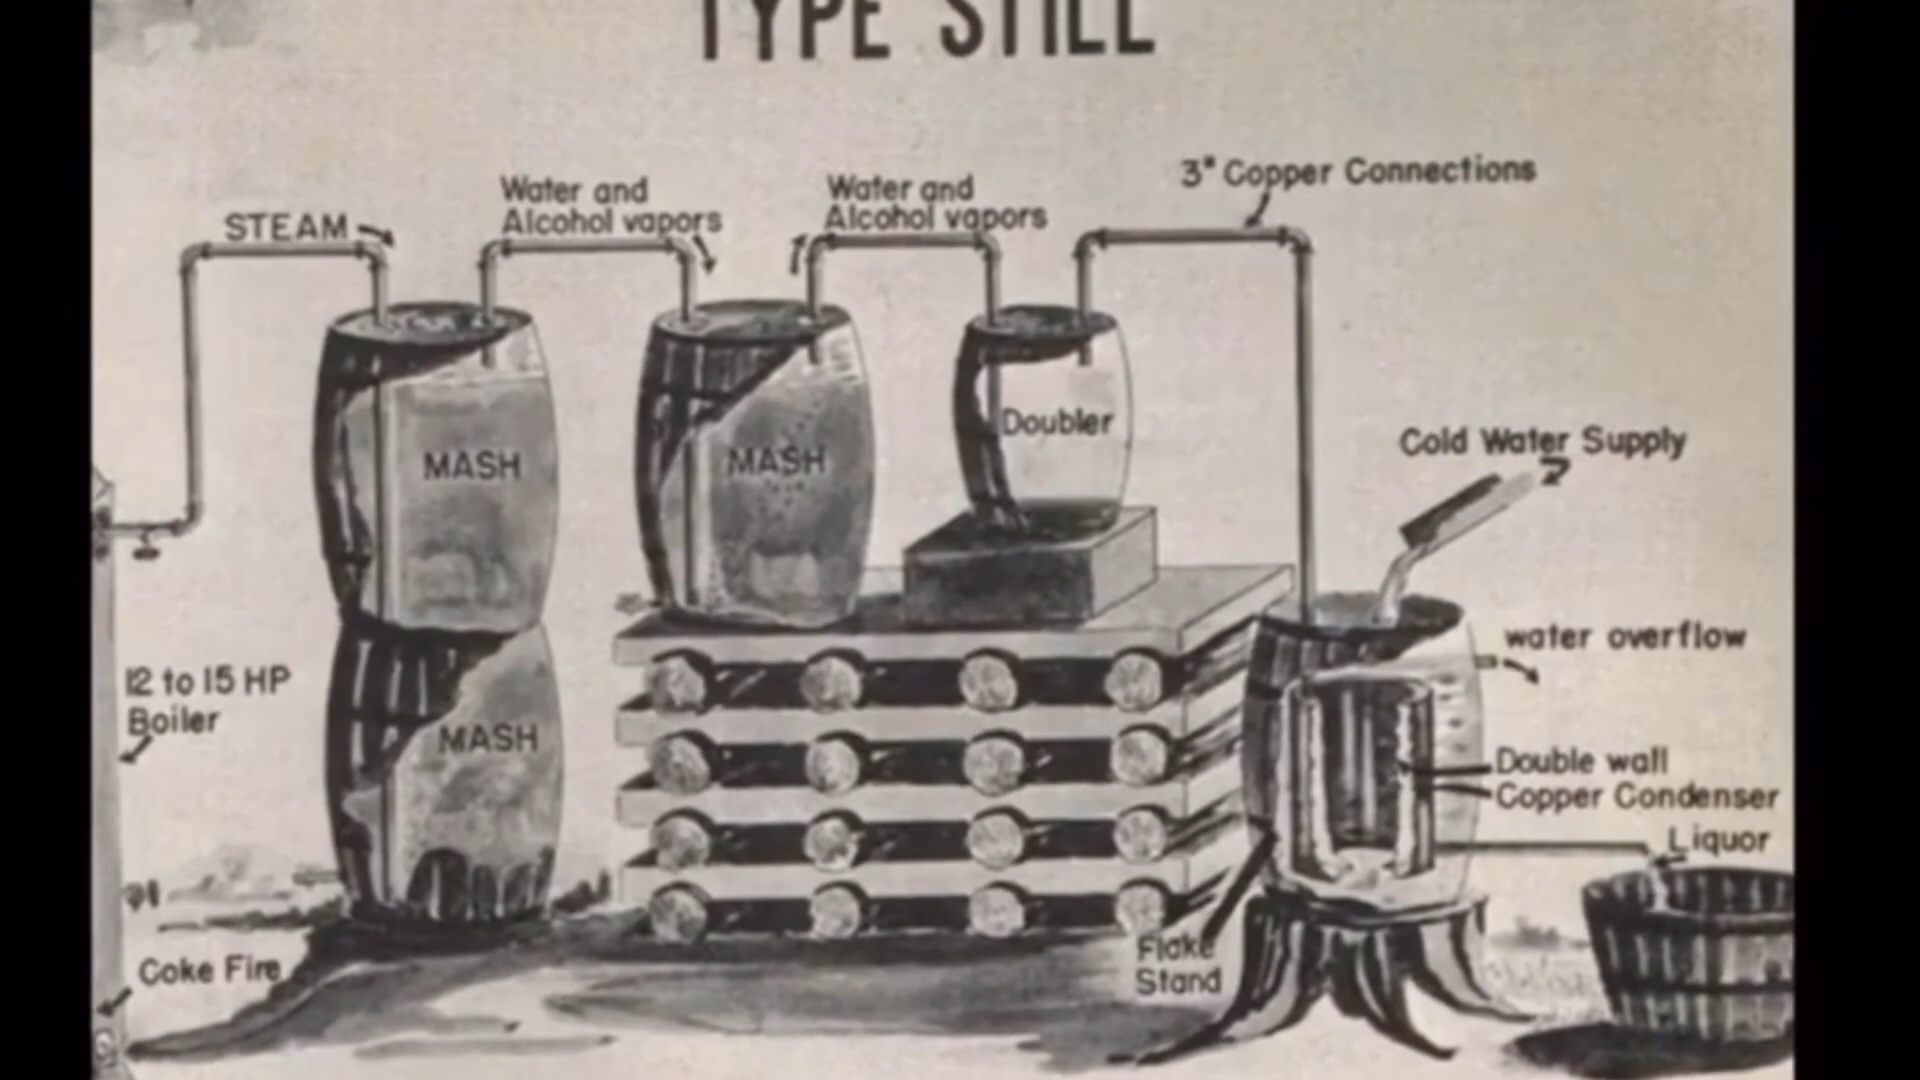 TYPE STILL
3" Copper Connections
Water and
Alcohol vapors
Water and
Alcohol vapors
STEAM
Doubler
Cold Water Supply
MASH
MASH
water overflow
12 to 15 HP
Boiler
MASH
Double wall
Copper Condenser
Liquor
Flake
Stand
Coke Fire